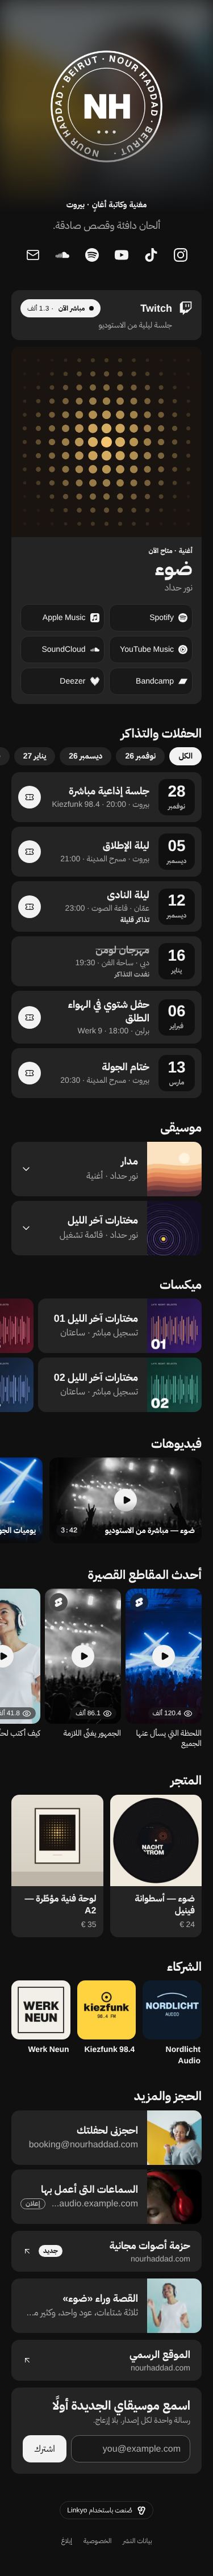 NOUR HADDAD · BEIRUT · NOUR HADDAD · BEIRUT ·
NH
مغنية وكاتبة أغانٍ · بيروت
ألحان دافئة وقصص صادقة.
Twitch
مباشر الآن · 1.3 ألف
جلسة ليلية من الاستوديو
أغنية · متاح الآن
ضوء
نور حداد
Spotify
Apple Music
YouTube Music
SoundCloud
Bandcamp
Deezer
الحفلات والتذاكر
الكل
نوفمبر 26
ديسمبر 26
يناير 27
28
نوفمبر
جلسة إذاعية مباشرة
بيروت · 20:00 · Kiezfunk 98.4
05
ديسمبر
ليلة الإطلاق
بيروت · مسرح المدينة · 21:00
12
ديسمبر
ليلة النادي
عمّان · قاعة الصوت · 23:00
تذاكر قليلة
16
يناير
مهرجان لومن
دبي · ساحة الفن · 19:30
نفدت التذاكر
06
فبراير
حفل شتوي في الهواء
الطلق
برلين · 18:00 · Werk 9
13
مارس
ختام الجولة
بيروت · مسرح المدينة · 20:30
موسيقى
مدار
نور حداد · أغنية
مختارات آخر الليل
نور حداد · قائمة تشغيل
ميكسات
01
مختارات آخر الليل 01
تسجيل مباشر · ساعتان
02
مختارات آخر الليل 02
تسجيل مباشر · ساعتان
فيديوهات
ضوء — مباشرة من الاستوديو
3:42
يوميات
أحدث المقاطع القصيرة
120.4 ألف
86.1 ألف
41.8
اللحظة التي يسأل عنها
الجميع
الجمهور يغنّي اللازمة
كيف أكتب
المتجر
NACHT
STROM
ضوء — أسطوانة
فينيل
24 €
لوحة فنية مؤطّرة —
A2
35 €
الشركاء
NORDLICHT
AUDIO
kiezfunk
98.4 FM
WERK
NEUN
Nordlicht
Audio
Kiezfunk 98.4
Werk Neun
الحجز والمزيد
احجزني لحفلتك
booking@nourhaddad.com
السماعات التي أعمل بها
audio.example.com...
إعلان
حزمة أصوات مجانية
nourhaddad.com
جديد
القصة وراء «ضوء»
ثلاثة شتاءات، عود واحد، وكثير م...
الموقع الرسمي
nourhaddad.com
اسمع موسيقاي الجديدة أولًا
رسالة واحدة لكل إصدار. بلا إزعاج.
you@example.com
اشترك
صُنعت باستخدام Linkyo
بيانات النشر
الخصوصية
إبلاغ